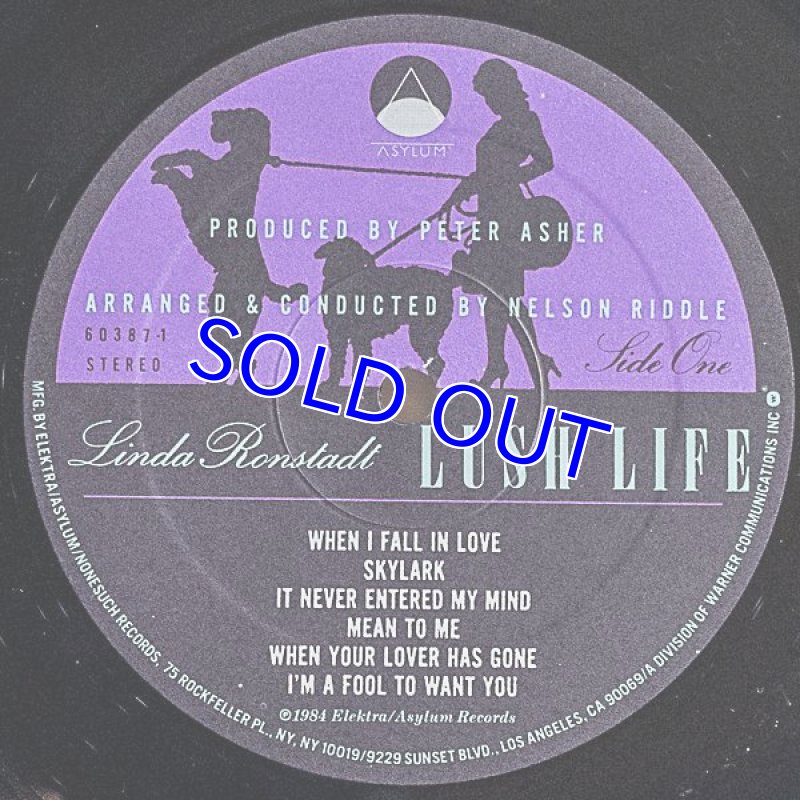 ASYLUM
PRODUCED BY PETER ASHER
ARRANGED & CONDUCTED BY NELSON RIDDLE
60387-1
STEREO
Side One
SOLD OUT
Linda Ronstadt
LUSH LIFE
WHEN I FALL IN LOVE
SKYLARK
IT NEVER ENTERED MY MIND
MEAN TO ME
WHEN YOUR LOVER HAS GONE
I'M A FOOL TO WANT YOU
©1984 Elektra/Asylum Records
MFG. BY ELEKTRA/ASYLUM/NONESUCH RECORDS, 75 ROCKFELLER PL., NY, NY 10019/9229 SUNSET BLVD., LOS ANGELES, CA 90069/A DIVISION OF WARNER COMMUNICATIONS INC